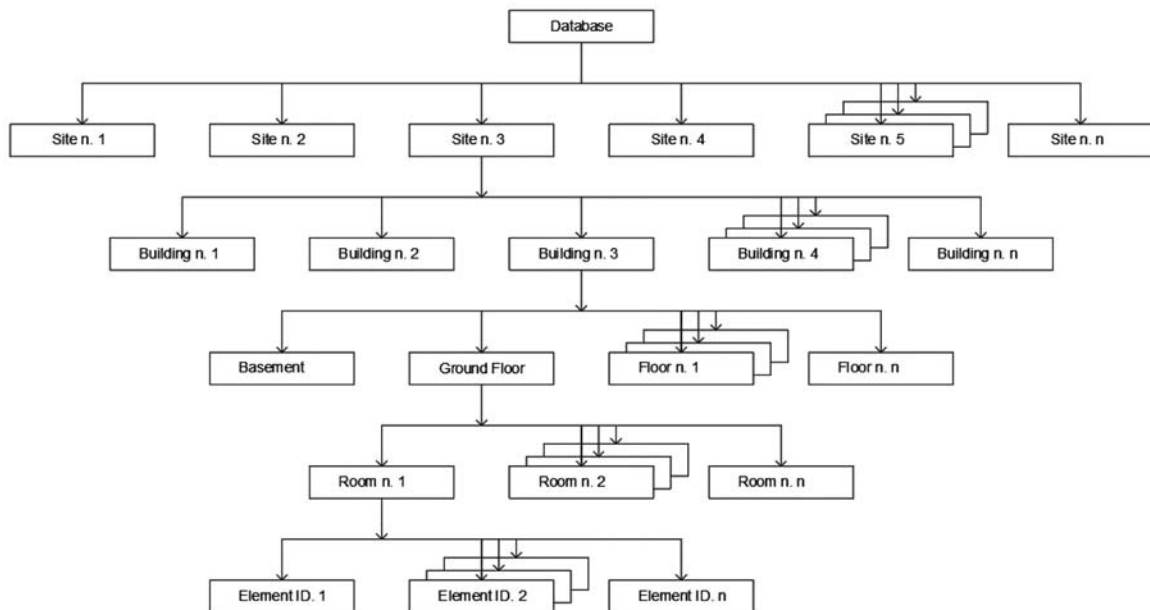 Database
Site n. 1
Site n. 2
Site n. 3
Site n. 4
Site n. 5
Site n. n
Building n. 1
Building n. 2
Building n. 3
Building n. 4
Building n. n
Basement
Ground Floor
Floor n. 1
Floor n. n
Room n. 1
Room n. 2
Room n. n
Element ID. 1
Element ID. 2
Element ID. n